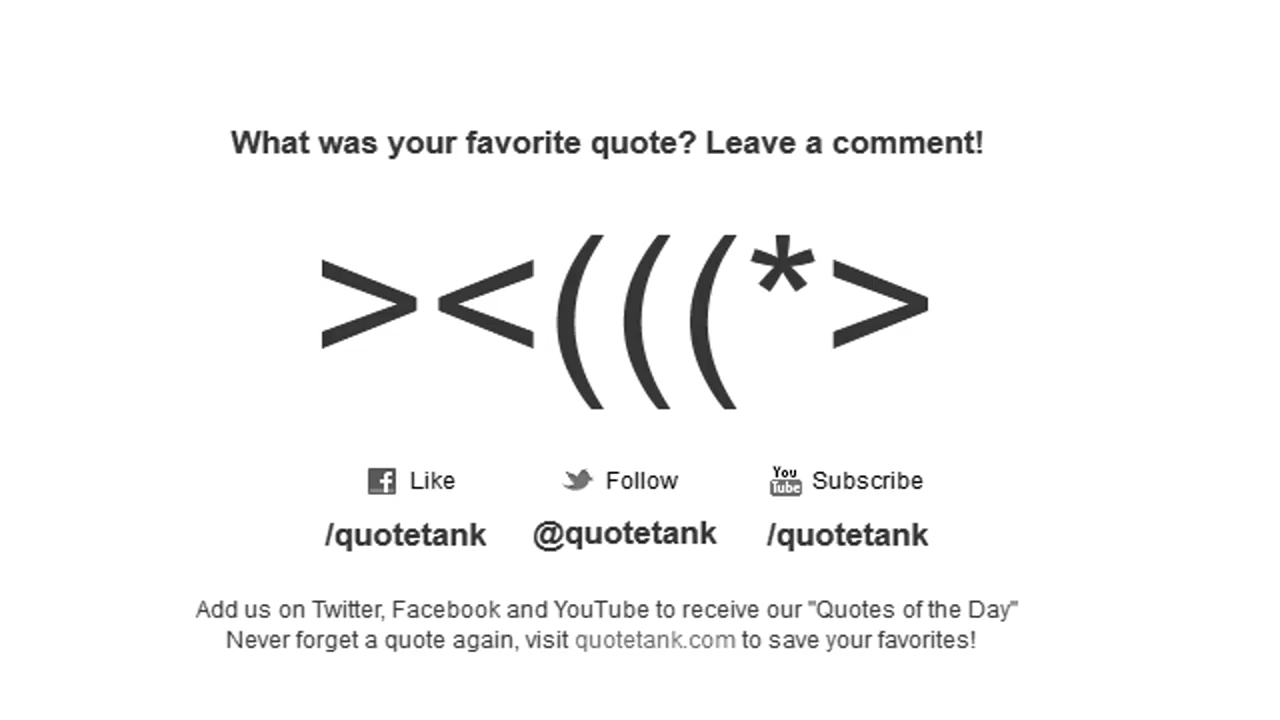 What was your favorite quote? Leave a comment!
><(((*>
Like Follow You Tube Subscribe
/quotetank @quotetank /quotetank
Add us on Twitter, Facebook and YouTube to receive our "Quotes of the Day"
Never forget a quote again, visit quotetank.com to save your favorites!